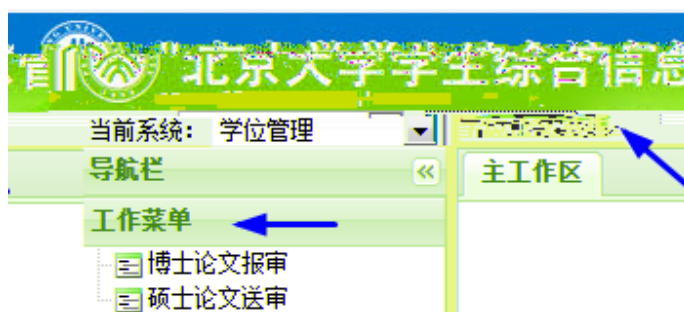 北京大学学生综合信息
当前系统： 学位管理
导航栏
主工作区
工作菜单
博士论文报审
硕士论文送审